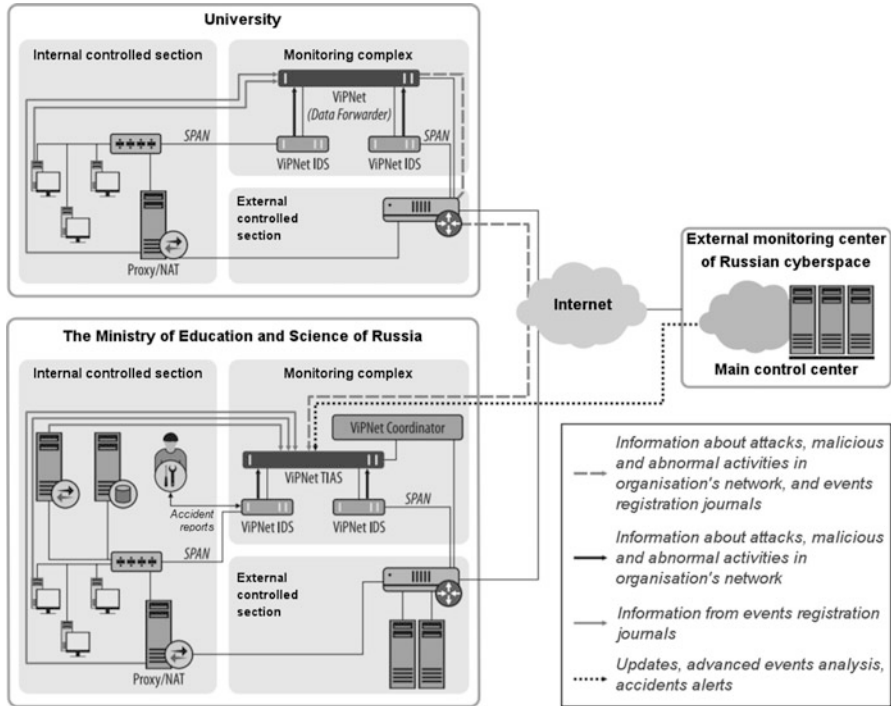 University
Internal controlled section
Monitoring complex
ViPNet
(Data Forwarder)
SPAN
SPAN
ViPNet IDS
ViPNet IDS
External
controlled
section
Proxy/NAT
The Ministry of Education and Science of Russia
Internal controlled section
Monitoring complex
ViPNet Coordinator
ViPNet TIAS
Accident
reports
ViPNet IDS
ViPNet IDS
SPAN
SPAN
External
controlled
section
Proxy/NAT
Internet
External monitoring center
of Russian cyberspace
Main control center
Information about attacks, malicious
and abnormal activities in
organisation's network, and events
registration journals
Information about attacks, malicious
and abnormal activities in
organisation's network
Information from events registration
journals
Updates, advanced events analysis,
accidents alerts